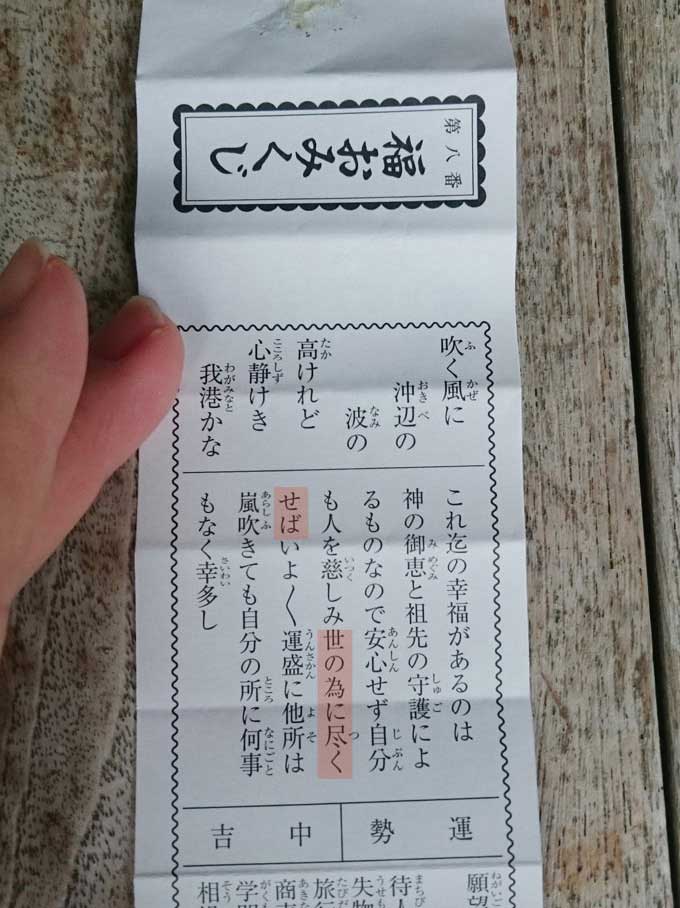 第八番
福おみくじ
吹く風に
沖辺の
波の
高けれど
心静けき
我港かな
これ迄の幸福があるのは
神の御恵と祖先の守護によ
るものなので安心せず自分
も人を慈しみ世の為に尽く
せばいよ〱運盛に他所は
嵐吹きても自分の所に何事
もなく幸多し
運勢
中吉
願望
待人
失物
旅
商
学
相